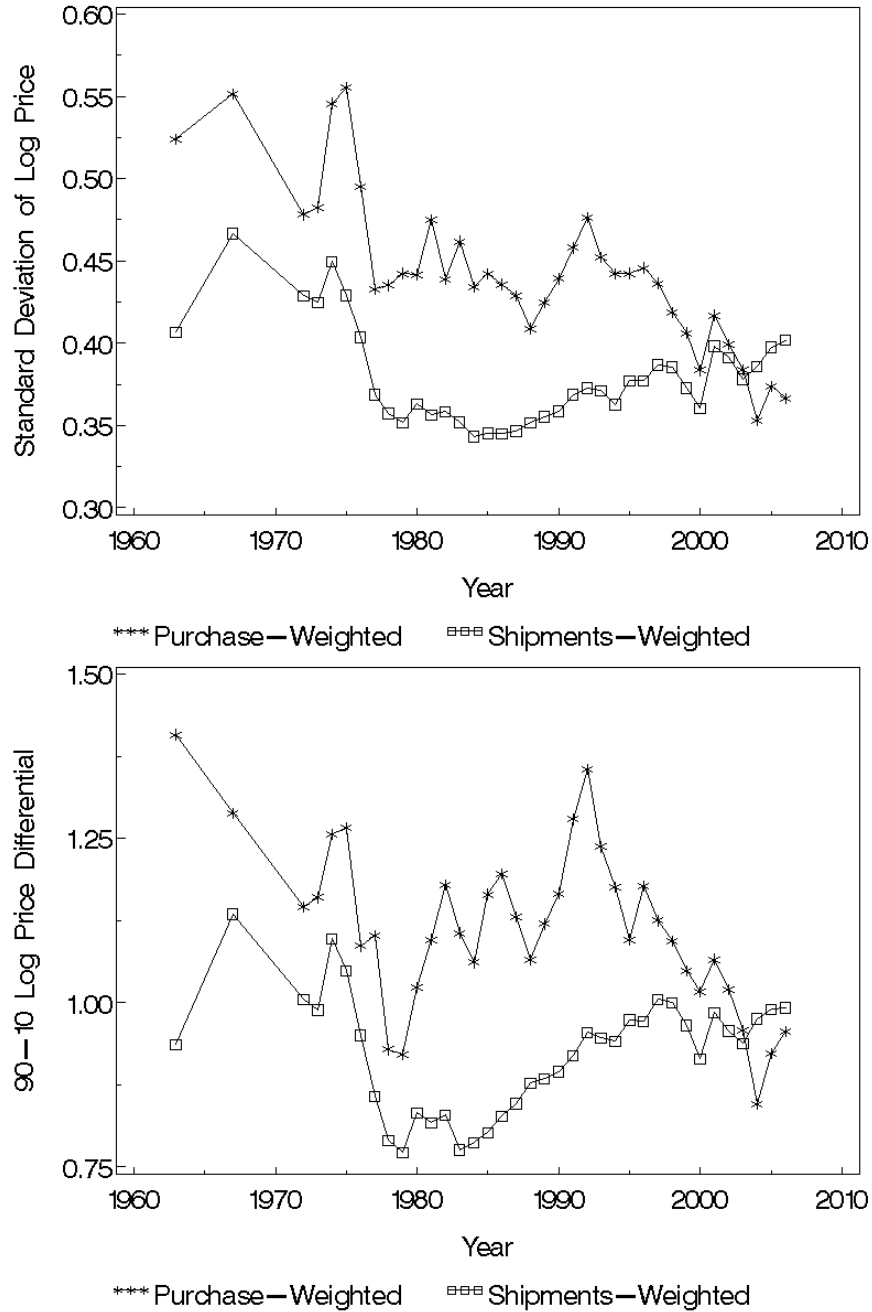 Standard Deviation of Log Price
0.60
0.55
0.50
0.45
0.40
0.35
0.30
1960 1970 1980 1990 2000 2010
Year
*** Purchase-Weighted □□□ Shipments-Weighted
90-10 Log Price Differential
1.50
1.25
1.00
0.75
1960 1970 1980 1990 2000 2010
Year
*** Purchase-Weighted □□□ Shipments-Weighted